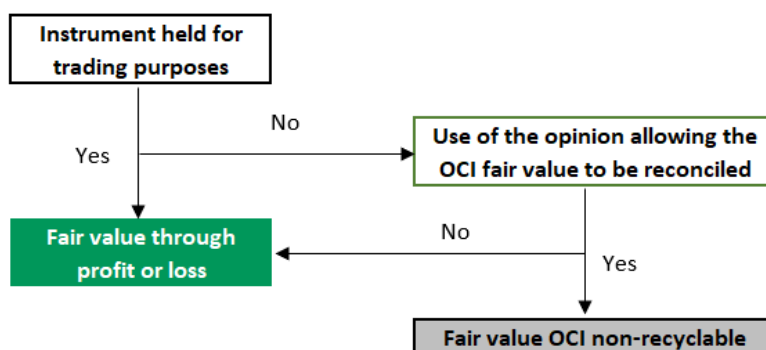 Instrument held for
trading purposes
No
Yes
Use of the opinion allowing the
OCI fair value to be reconciled
Fair value through
profit or loss
No
Yes
Fair value OCI non-recyclable